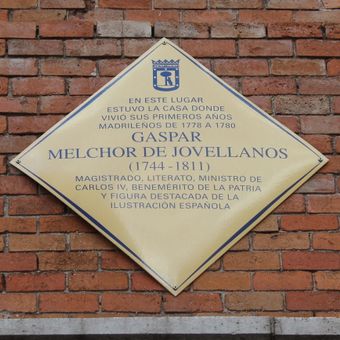 EN ESTE LUGAR
ESTUVO LA CASA DONDE
VIVIÓ SUS PRIMEROS AÑOS
MADRILEÑOS DE 1778 A 1780
GASPAR
MELCHOR DE JOVELLANOS
(1744 - 1811)
MAGISTRADO, LITERATO, MINISTRO DE
CARLOS IV, BENEMÉRITO DE LA PATRIA
Y FIGURA DESTACADA DE LA
ILUSTRACIÓN ESPAÑOLA